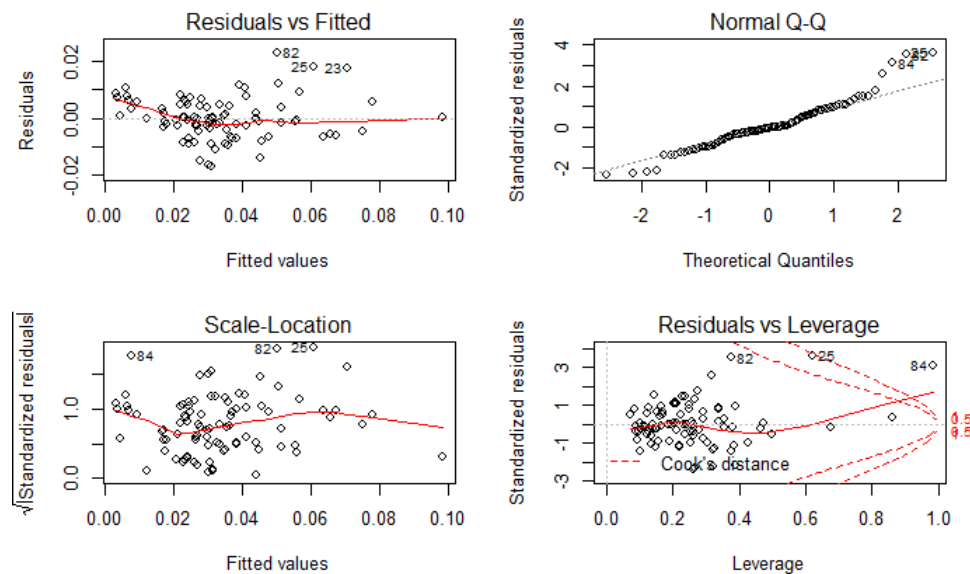 Residuals vs Fitted
Residuals
0.02
0.00
-0.02
82
25
23
0.00 0.02 0.04 0.06 0.08 0.10
Fitted values
Normal Q-Q
Standardized residuals
4
2
0
-2
84
-2 -1 0 1 2
Theoretical Quantiles
Scale-Location
√|Standardized residuals|
1.0
0.0
84
82
25
0.00 0.02 0.04 0.06 0.08 0.10
Fitted values
Residuals vs Leverage
Standardized residuals
3
1
-1
-3
82
25
84
1
0.5
Cook's distance
0.0 0.2 0.4 0.6 0.8 1.0
Leverage